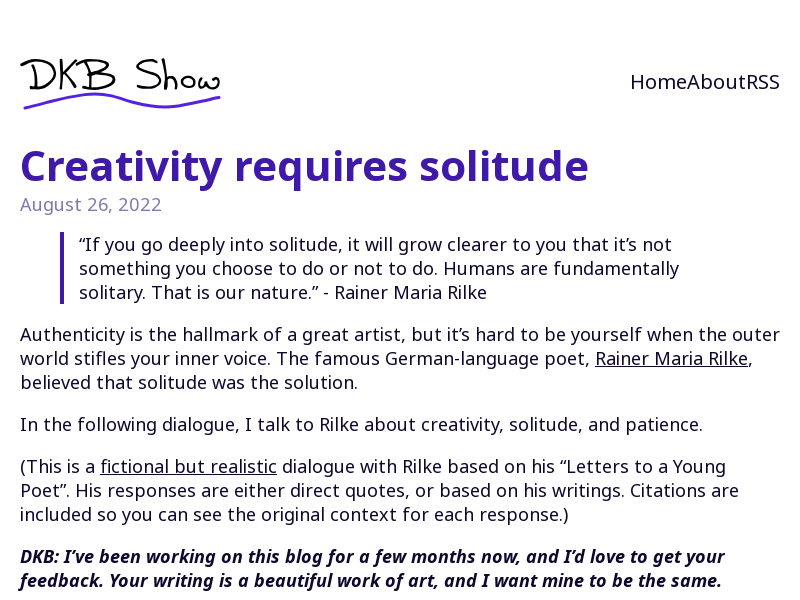 DKB Show
Home About RSS
Creativity requires solitude
August 26, 2022
“If you go deeply into solitude, it will grow clearer to you that it’s not
something you choose to do or not to do. Humans are fundamentally
solitary. That is our nature.” - Rainer Maria Rilke
Authenticity is the hallmark of a great artist, but it’s hard to be yourself when the outer
world stifles your inner voice. The famous German-language poet, Rainer Maria Rilke,
believed that solitude was the solution.
In the following dialogue, I talk to Rilke about creativity, solitude, and patience.
(This is a fictional but realistic dialogue with Rilke based on his “Letters to a Young
Poet”. His responses are either direct quotes, or based on his writings. Citations are
included so you can see the original context for each response.)
DKB: I’ve been working on this blog for a few months now, and I’d love to get your
feedback. Your writing is a beautiful work of art, and I want mine to be the same.